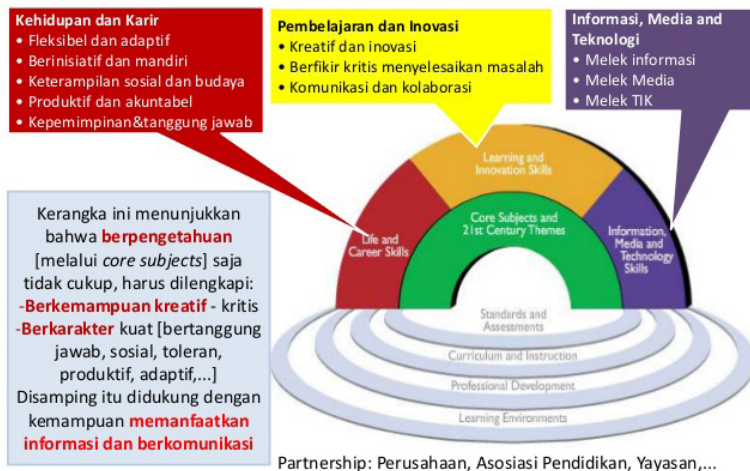 Kehidupan dan Karir
• Fleksibel dan adaptif
• Berinisiatif dan mandiri
• Keterampilan sosial dan budaya
• Produktif dan akuntabel
• Kepemimpinan&tanggung jawab
Pembelajaran dan Inovasi
• Kreatif dan inovasi
• Berfikir kritis menyelesaikan masalah
• Komunikasi dan kolaborasi
Informasi, Media and
Teknologi
• Melek informasi
• Melek Media
• Melek TIK
Learning and
Innovation Skills
Core Subjects and
21st Century Themes
Life and
Career Skills
Information,
Media and
Technology
Skills
Standards and
Assessments
Curriculum and Instruction
Professional Development
Learning Environments
Kerangka ini menunjukkan
bahwa berpengetahuan
[melalui core subjects] saja
tidak cukup, harus dilengkapi:
-Berkemampuan kreatif - kritis
-Berkarakter kuat [bertanggung
jawab, sosial, toleran,
produktif, adaptif,...]
Disamping itu didukung dengan
kemampuan memanfaatkan
informasi dan berkomunikasi
Partnership: Perusahaan, Asosiasi Pendidikan, Yayasan,...